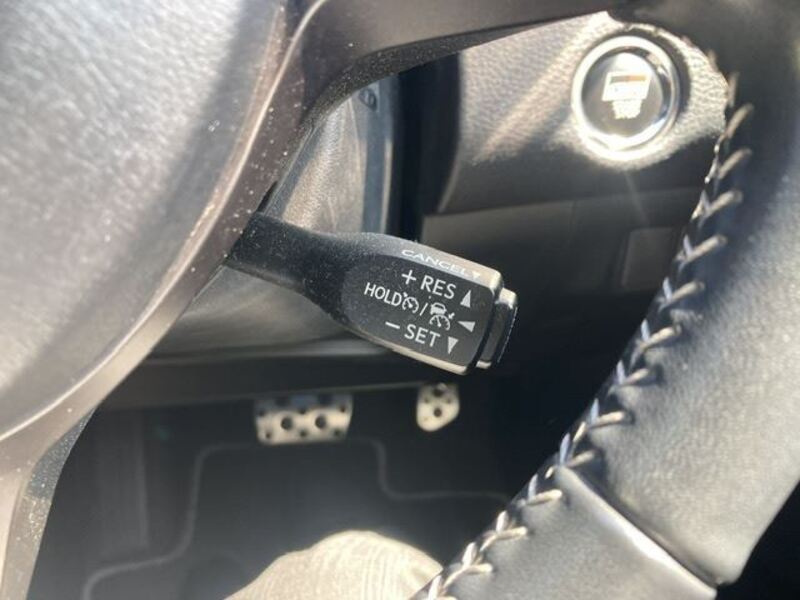 CANCEL
+ RES
HOLD /
− SET